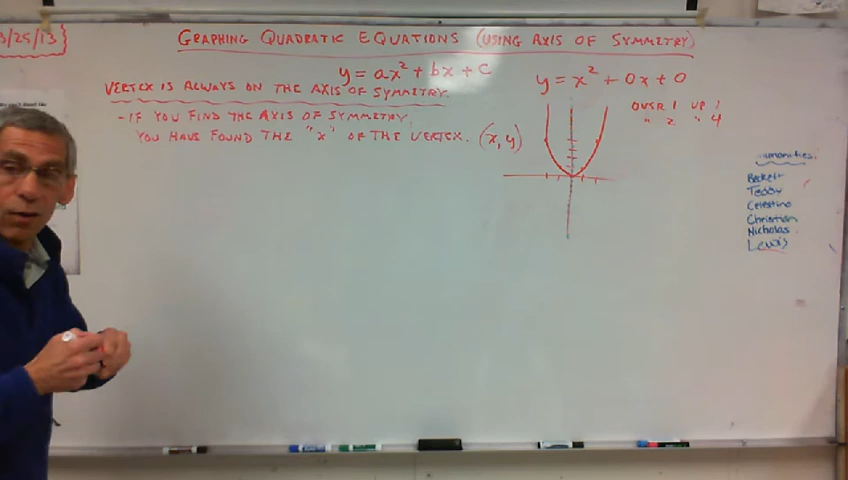 3/25/13}
GRAPHING QUADRATIC EQUATIONS (USING AXIS OF SYMMETRY)
y = ax² + bx + c
VERTEX IS ALWAYS ON THE AXIS OF SYMMETRY.
- IF YOU FIND THE AXIS OF SYMMETRY,
YOU HAVE FOUND THE "X" OF THE VERTEX. (x, y)
y = x² + 0x + 0
OVER 1 UP 1
" 2 " 4
Humanities:
Beckett
Teddy
Celestino
Christian
Nicholas
Lewis